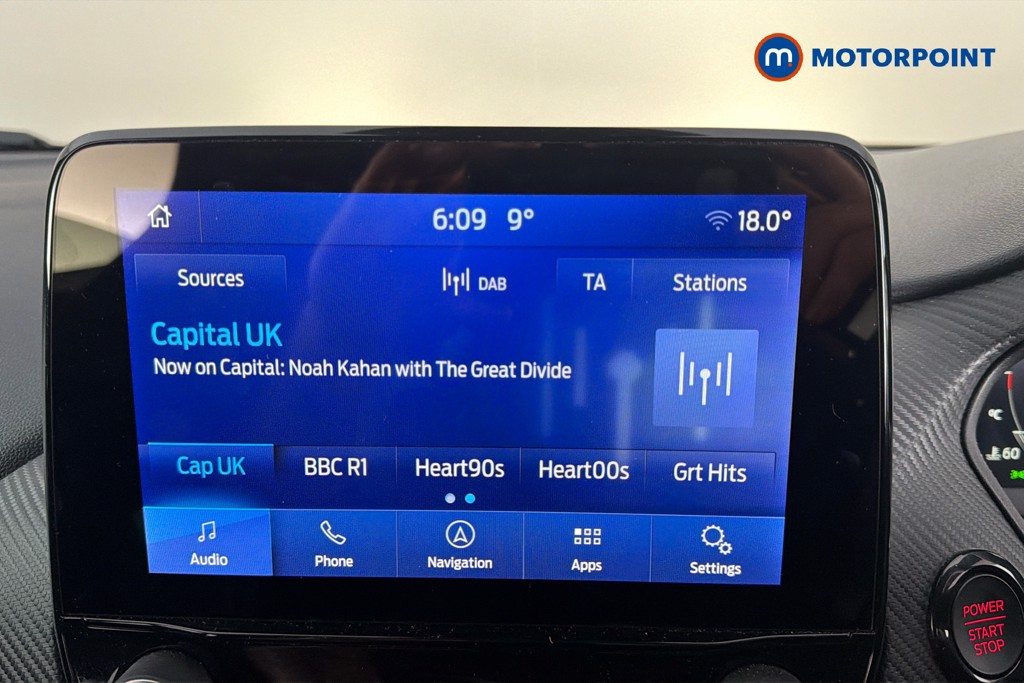 m MOTORPOINT
6:09 9° 18.0°
Sources DAB TA Stations
Capital UK
Now on Capital: Noah Kahan with The Great Divide
Cap UK BBC R1 Heart90s Heart00s Grt Hits
Audio Phone Navigation Apps Settings
°C
60
POWER
START
STOP